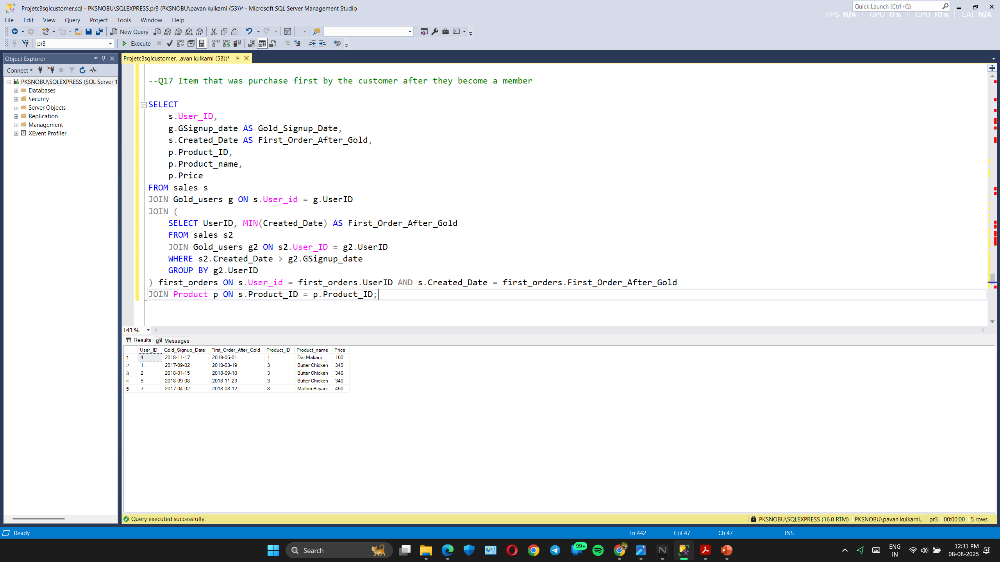 Projetc3sqlcustomer.sql - PKSNOBU\SQLEXPRESS.pr3 (PKSNOBU\pavan kulkarni (53))* - Microsoft SQL Server Management Studio
Quick Launch (Ctrl+Q)
FPS N/A GPU 0% CPU 10% LAT N/A
File Edit View Query Project Tools Window Help
New Query MDX DMX XMLA DAX
pr3 Execute
Object Explorer
Connect
PKSNOBU\SQLEXPRESS (SQL Server 1
Databases
Security
Server Objects
Replication
Management
XEvent Profiler
Projetc3sqlcustomer...avan kulkarni (53))*
--Q17 Item that was purchase first by the customer after they become a member
SELECT
s.User_ID,
g.GSignup_date AS Gold_Signup_Date,
s.Created_Date AS First_Order_After_Gold,
p.Product_ID,
p.Product_name,
p.Price
FROM sales s
JOIN Gold_users g ON s.User_id = g.UserID
JOIN (
SELECT UserID, MIN(Created_Date) AS First_Order_After_Gold
FROM sales s2
JOIN Gold_users g2 ON s2.User_ID = g2.UserID
WHERE s2.Created_Date > g2.GSignup_date
GROUP BY g2.UserID
) first_orders ON s.User_id = first_orders.UserID AND s.Created_Date = first_orders.First_Order_After_Gold
JOIN Product p ON s.Product_ID = p.Product_ID;
143 %
Results Messages
User_ID Gold_Signup_Date First_Order_After_Gold Product_ID Product_name Price
1 4 2018-11-17 2019-05-01 1 Dal Makani 160
2 1 2017-09-02 2018-03-19 3 Butter Chicken 340
3 2 2018-01-15 2018-09-10 3 Butter Chicken 340
4 5 2018-09-08 2018-11-23 3 Butter Chicken 340
5 7 2017-04-02 2018-08-12 8 Mutton Biryani 450
Query executed successfully.
PKSNOBU\SQLEXPRESS (16.0 RTM) PKSNOBU\pavan kulkarni... pr3 00:00:00 5 rows
Ready Ln 442 Col 47 Ch 47 INS
Search
99+
ENG
IN
12:31 PM
08-08-2025